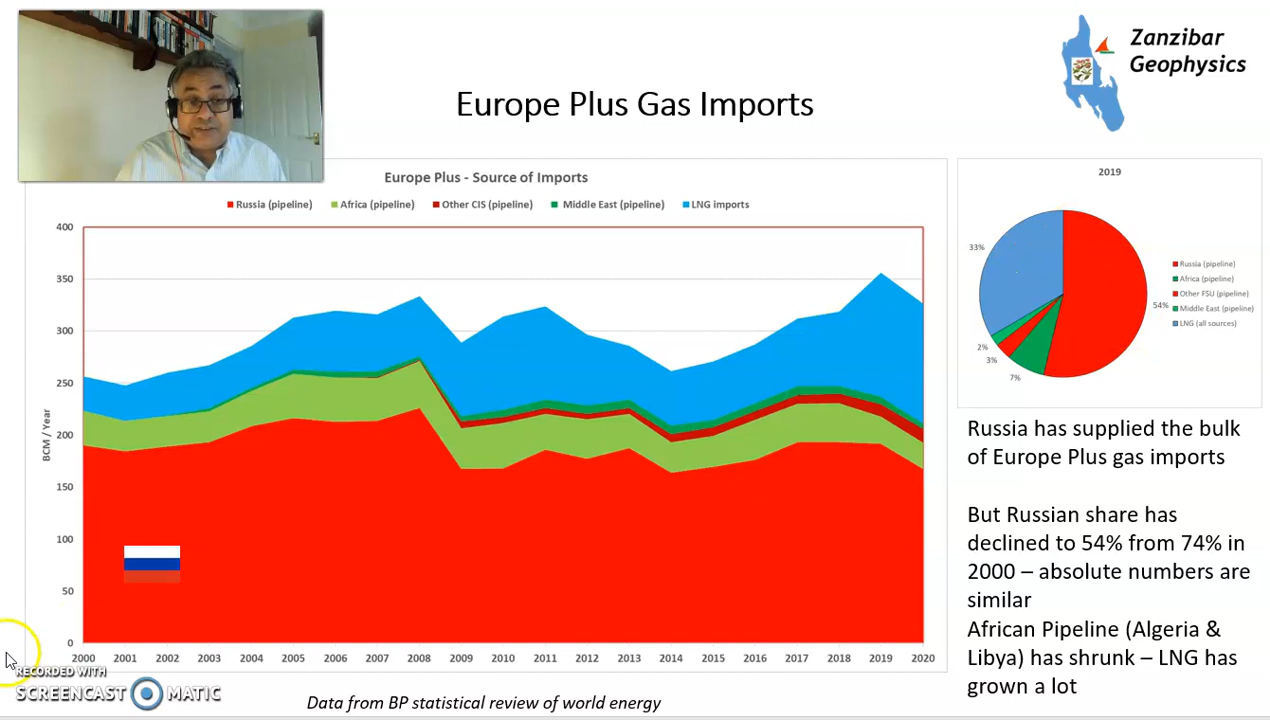 Zanzibar
Geophysics
Europe Plus Gas Imports
Europe Plus - Source of Imports
Russia (pipeline)
Africa (pipeline)
Other CIS (pipeline)
Middle East (pipeline)
LNG imports
400
350
300
250
200
150
100
50
0
BCM / Year
2000 2001 2002 2003 2004 2005 2006 2007 2008 2009 2010 2011 2012 2013 2014 2015 2016 2017 2018 2019 2020
2019
33%
54%
2%
3%
7%
Russia (pipeline)
Africa (pipeline)
Other FSU (pipeline)
Middle East (pipeline)
LNG (all sources)
Russia has supplied the bulk
of Europe Plus gas imports
But Russian share has
declined to 54% from 74% in
2000 – absolute numbers are
similar
African Pipeline (Algeria &
Libya) has shrunk – LNG has
grown a lot
RECORDED WITH
SCREENCAST MATIC
Data from BP statistical review of world energy